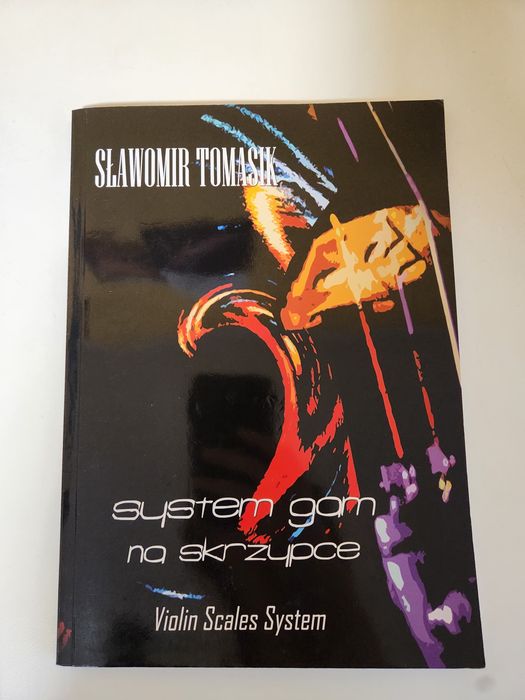 SŁAWOMIR TOMASIK
system gam
na skrzypce
Violin Scales System